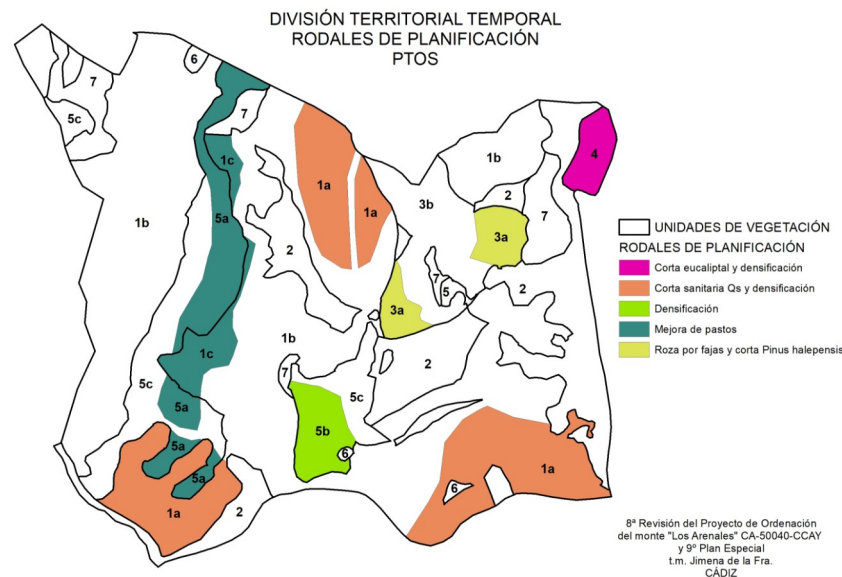 DIVISIÓN TERRITORIAL TEMPORAL
RODALES DE PLANIFICACIÓN
PTOS
6
7
5c
7
1c
1b
1a
1a
3b
1b
2
4
7
5a
1b
2
3a
7
5
2
3a
1b
1c
2
5c
7
5c
5a
5b
6
5a
5a
1a
2
1a
6
UNIDADES DE VEGETACIÓN
RODALES DE PLANIFICACIÓN
Corta eucaliptal y densificación
Corta sanitaria Qs y densificación
Densificación
Mejora de pastos
Roza por fajas y corta Pinus halepensis
8ª Revisión del Proyecto de Ordenación
del monte "Los Arenales" CA-50040-CCAY
y 9º Plan Especial
t.m. Jimena de la Fra.
CÁDIZ